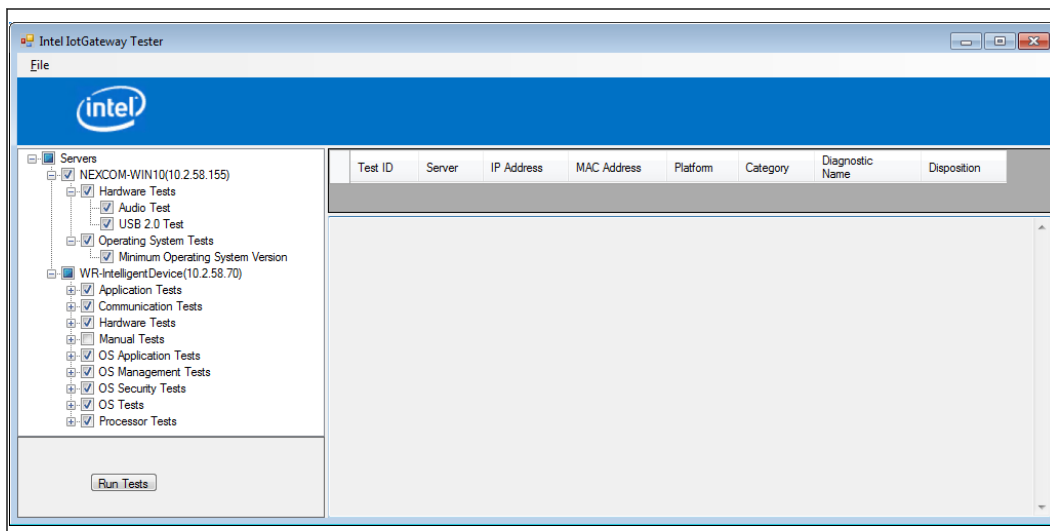 Intel IotGateway Tester
File
intel
Servers
NEXCOM-WIN10(10.2.58.155)
Hardware Tests
Audio Test
USB 2.0 Test
Operating System Tests
Minimum Operating System Version
WR-IntelligentDevice(10.2.58.70)
Application Tests
Communication Tests
Hardware Tests
Manual Tests
OS Application Tests
OS Management Tests
OS Security Tests
OS Tests
Processor Tests
Run Tests
Test ID Server IP Address MAC Address Platform Category Diagnostic Name Disposition